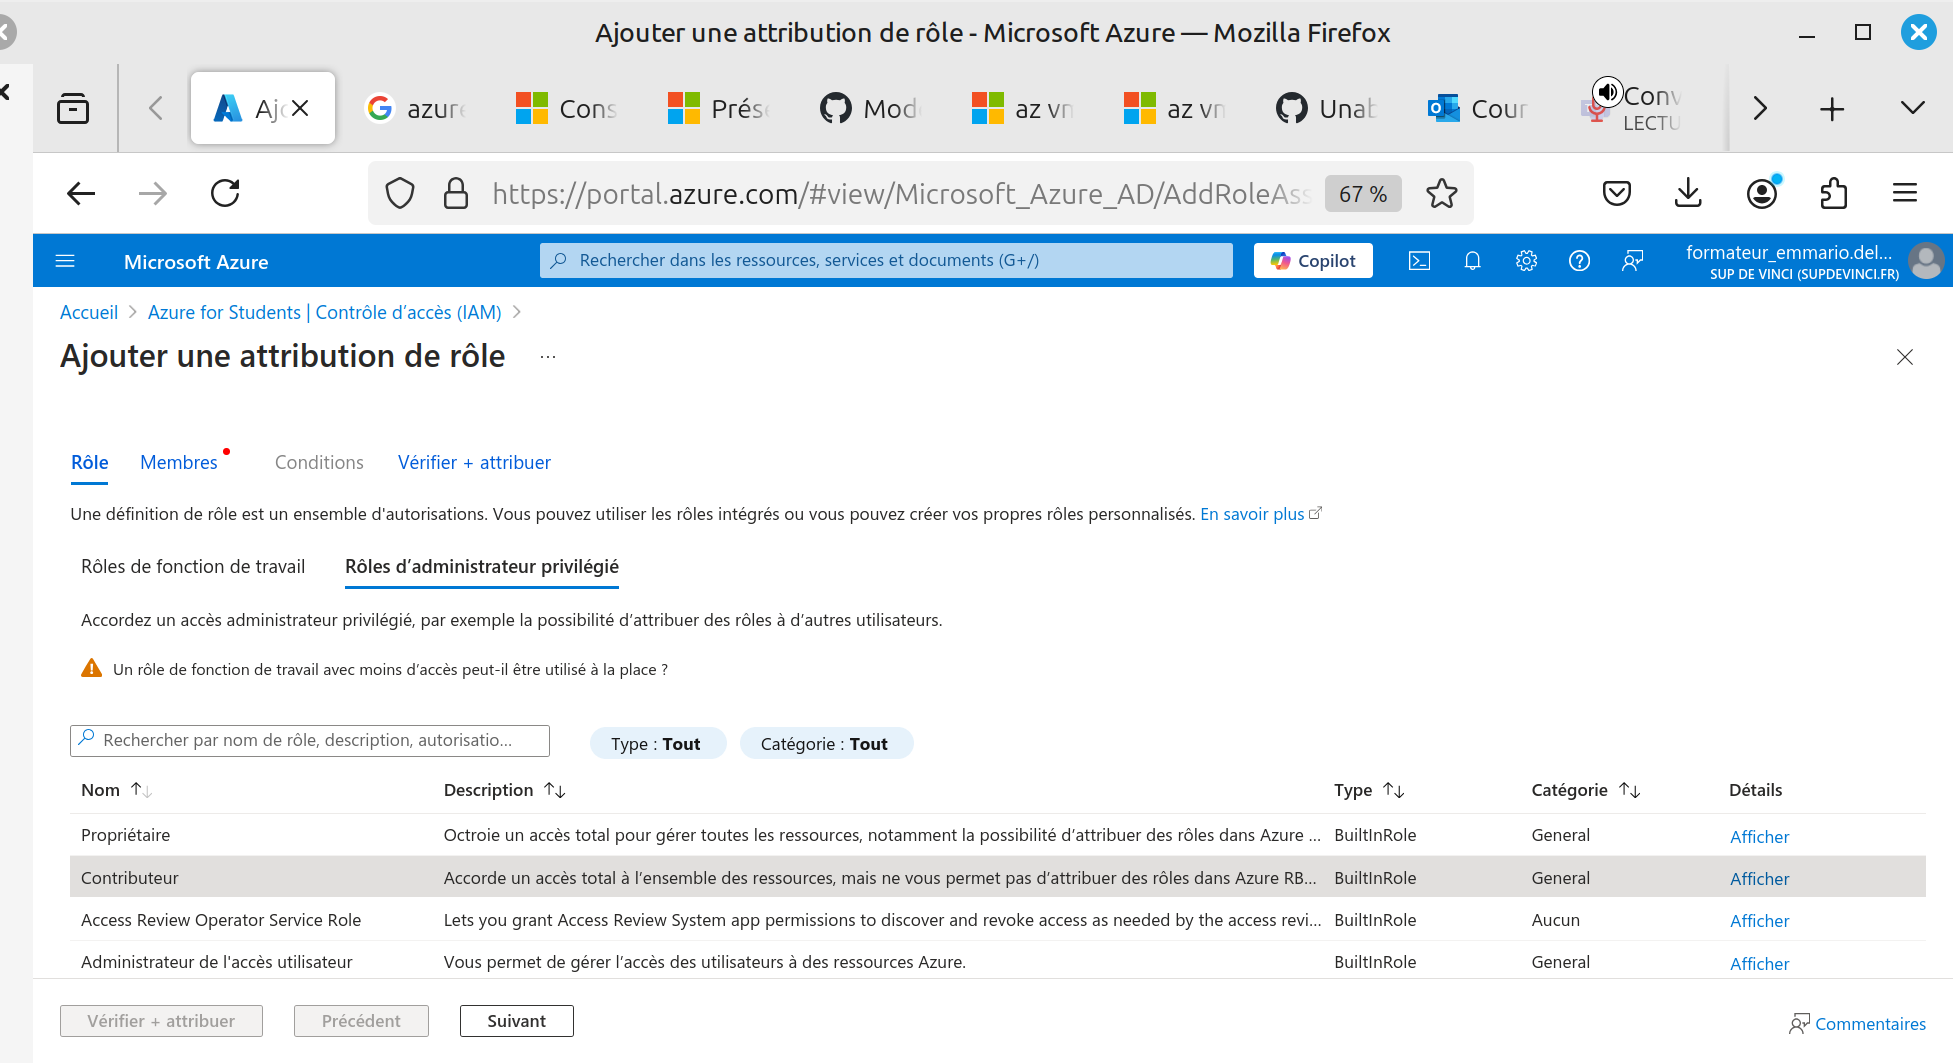 Ajouter une attribution de rôle - Microsoft Azure — Mozilla Firefox
Ajo
azure
Cons
Prése
Mode
az vm
az vm
Unab
Cour
Conv
LECTU
https://portal.azure.com/#view/Microsoft_Azure_AD/AddRoleAss
67 %
Microsoft Azure
Rechercher dans les ressources, services et documents (G+/)
Copilot
formateur_emmario.del...
SUP DE VINCI (SUPDEVINCI.FR)
Accueil > Azure for Students | Contrôle d’accès (IAM) >
Ajouter une attribution de rôle ...
Rôle
Membres
Conditions
Vérifier + attribuer
Une définition de rôle est un ensemble d'autorisations. Vous pouvez utiliser les rôles intégrés ou vous pouvez créer vos propres rôles personnalisés. En savoir plus
Rôles de fonction de travail
Rôles d’administrateur privilégié
Accordez un accès administrateur privilégié, par exemple la possibilité d’attribuer des rôles à d’autres utilisateurs.
Un rôle de fonction de travail avec moins d’accès peut-il être utilisé à la place ?
Rechercher par nom de rôle, description, autorisatio...
Type : Tout
Catégorie : Tout
Nom ↑↓ Description ↑↓ Type ↑↓ Catégorie ↑↓ Détails
Propriétaire Octroie un accès total pour gérer toutes les ressources, notamment la possibilité d’attribuer des rôles dans Azure ... BuiltInRole General Afficher
Contributeur Accorde un accès total à l’ensemble des ressources, mais ne vous permet pas d’attribuer des rôles dans Azure RB... BuiltInRole General Afficher
Access Review Operator Service Role Lets you grant Access Review System app permissions to discover and revoke access as needed by the access revi... BuiltInRole Aucun Afficher
Administrateur de l'accès utilisateur Vous permet de gérer l’accès des utilisateurs à des ressources Azure. BuiltInRole General Afficher
Vérifier + attribuer
Précédent
Suivant
Commentaires